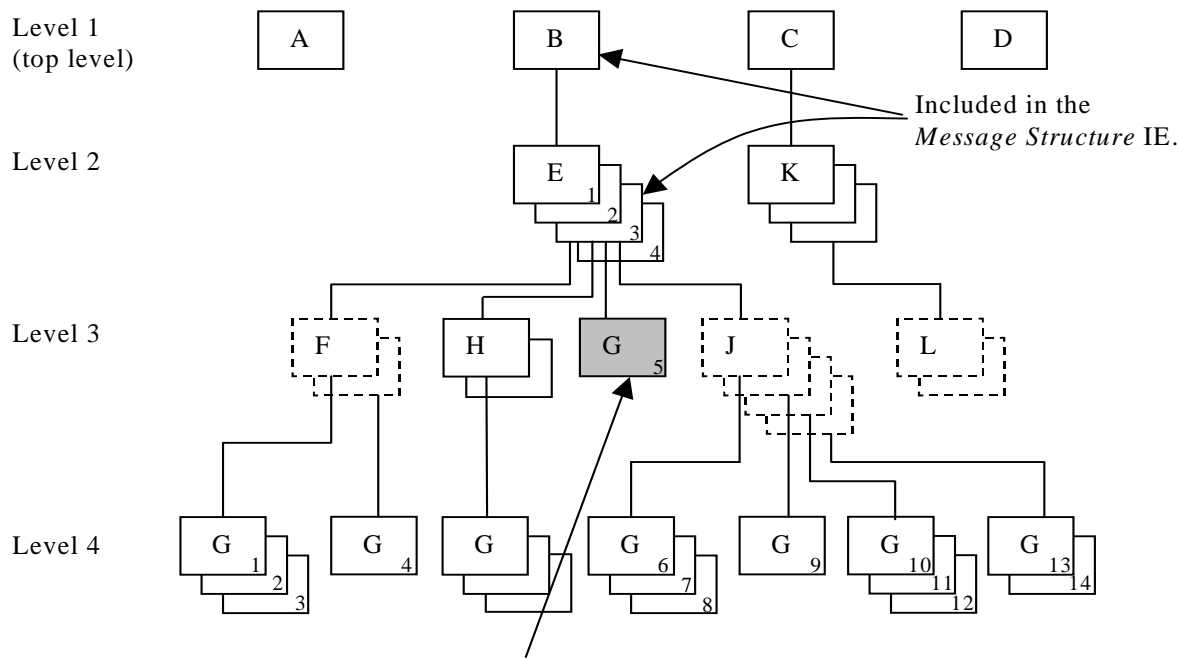 Level 1
(top level)
A
B
C
D
Included in the
Message Structure IE.
Level 2
E
1
2
3
4
K
Level 3
F
H
G
5
J
L
Level 4
G
1
2
3
G
4
G
G
6
7
8
G
9
G
10
11
12
G
13
14